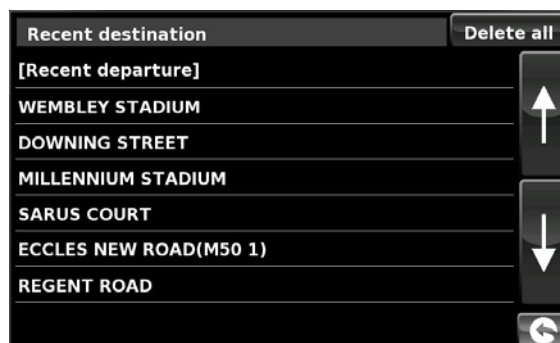 Recent destination
Delete all
[Recent departure]
WEMBLEY STADIUM
DOWNING STREET
MILLENNIUM STADIUM
SARUS COURT
ECCLES NEW ROAD(M50 1)
REGENT ROAD